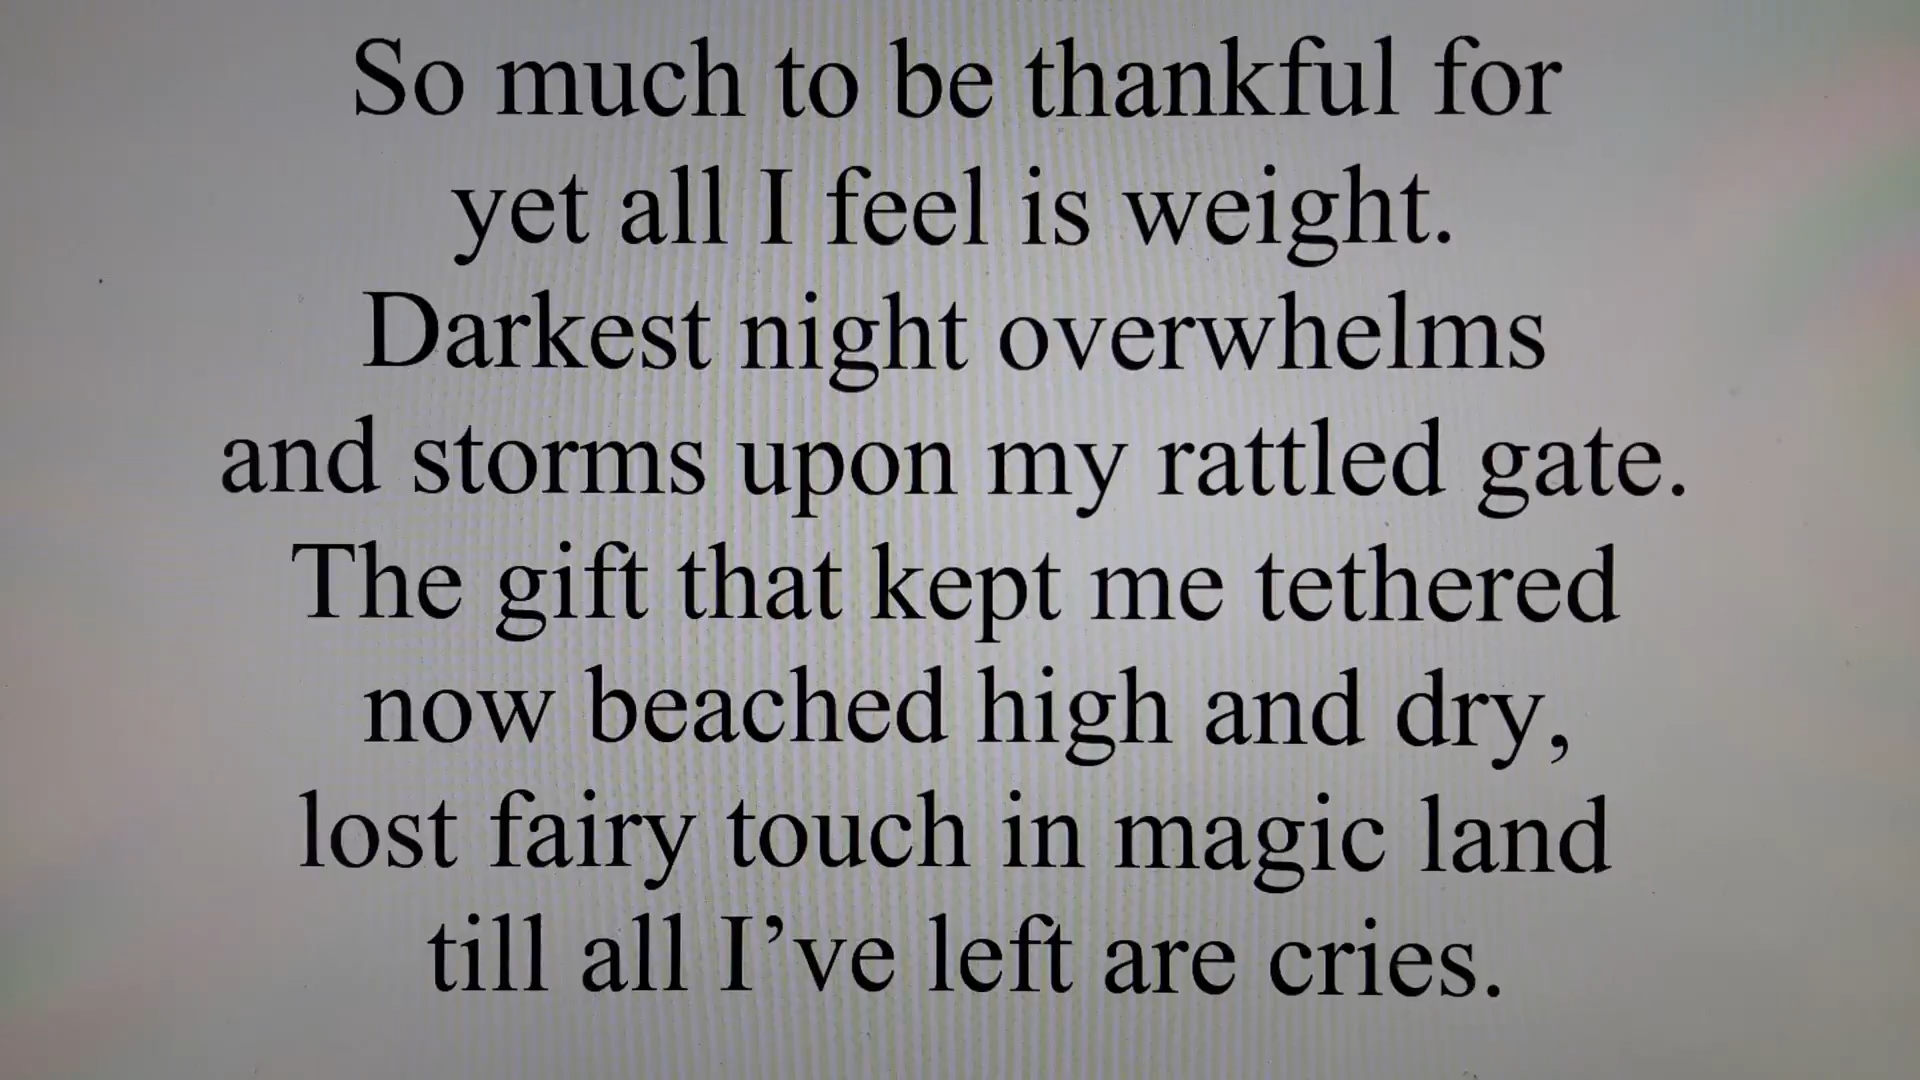 So much to be thankful for
yet all I feel is weight.
Darkest night overwhelms
and storms upon my rattled gate.
The gift that kept me tethered
now beached high and dry,
lost fairy touch in magic land
till all I’ve left are cries.